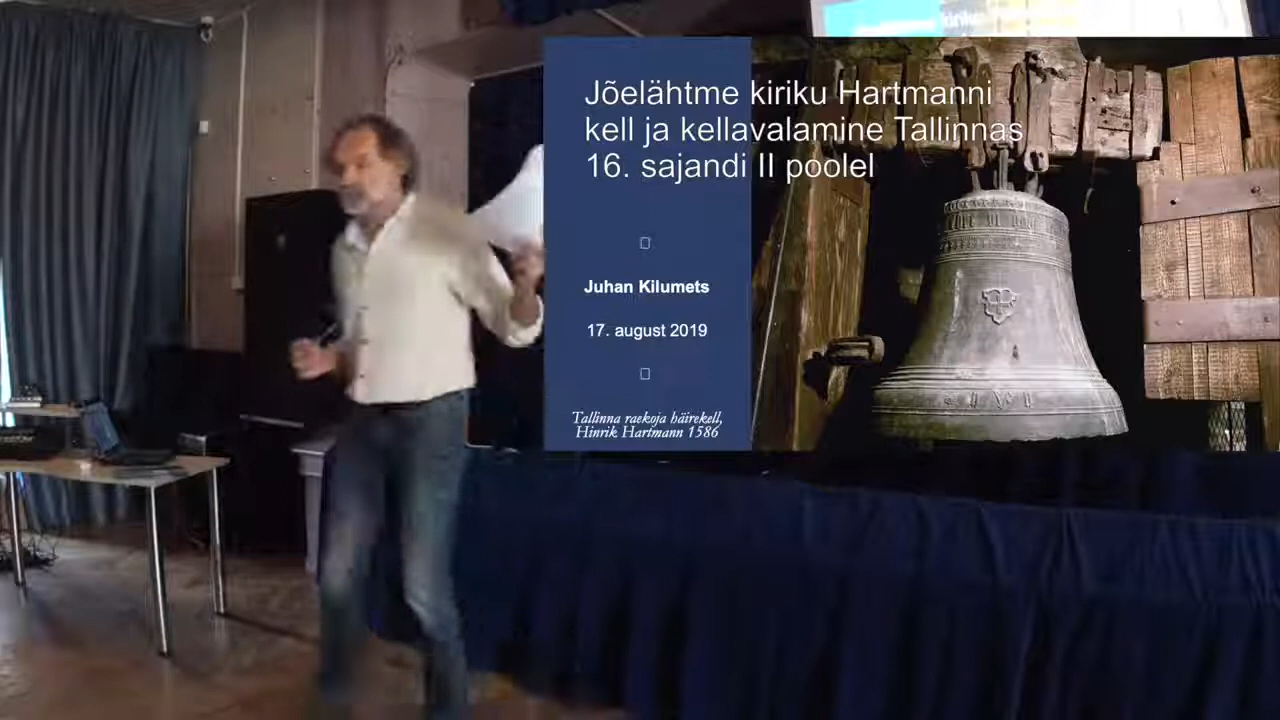 Jõelähtme kiriku Hartmanni
kell ja kellavalamine Tallinnas
16. sajandi II poolel
Juhan Kilumets
17. august 2019
Tallinna raekoja häirekell,
Hinrik Hartmann 1586